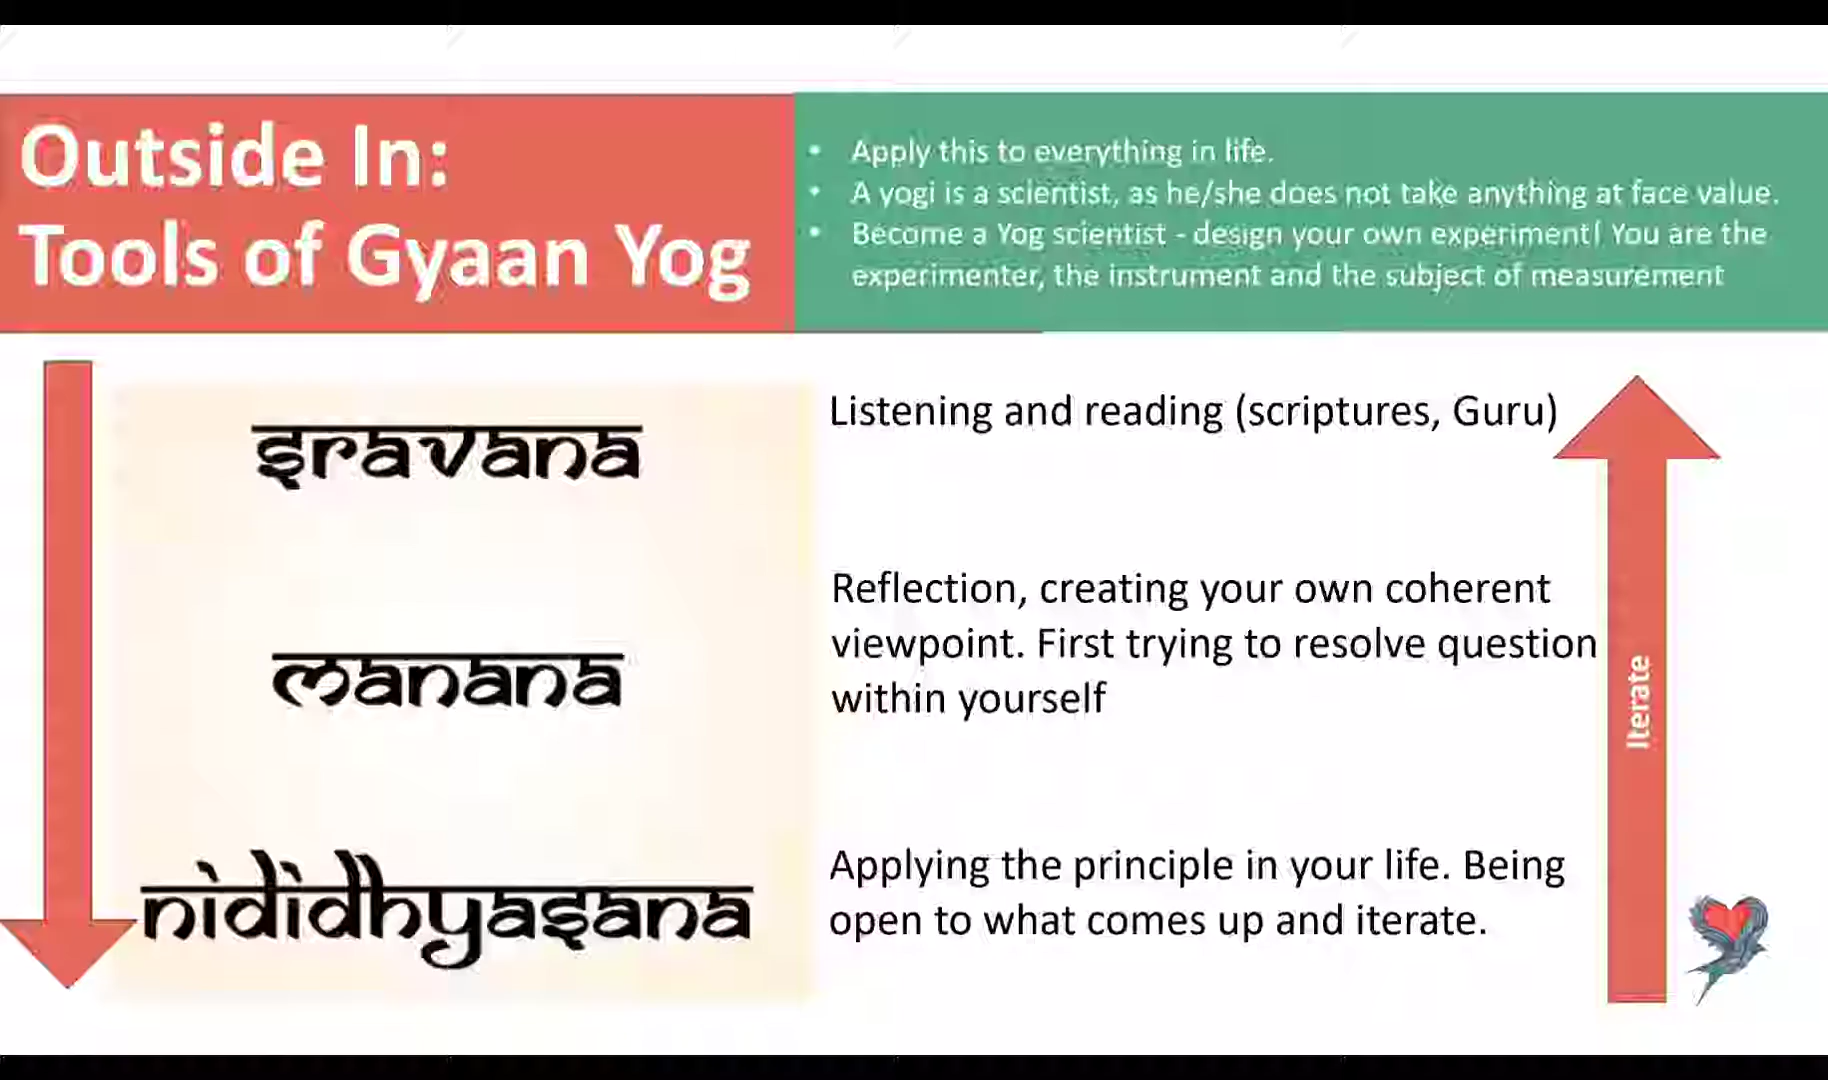 Outside In:
Tools of Gyaan Yog
• Apply this to everything in life.
• A yogi is a scientist, as he/she does not take anything at face value.
• Become a Yog scientist - design your own experiment! You are the
experimenter, the instrument and the subject of measurement
sravana
Listening and reading (scriptures, Guru)
manana
Reflection, creating your own coherent
viewpoint. First trying to resolve question
within yourself
nididhyasana
Applying the principle in your life. Being
open to what comes up and iterate.
Iterate